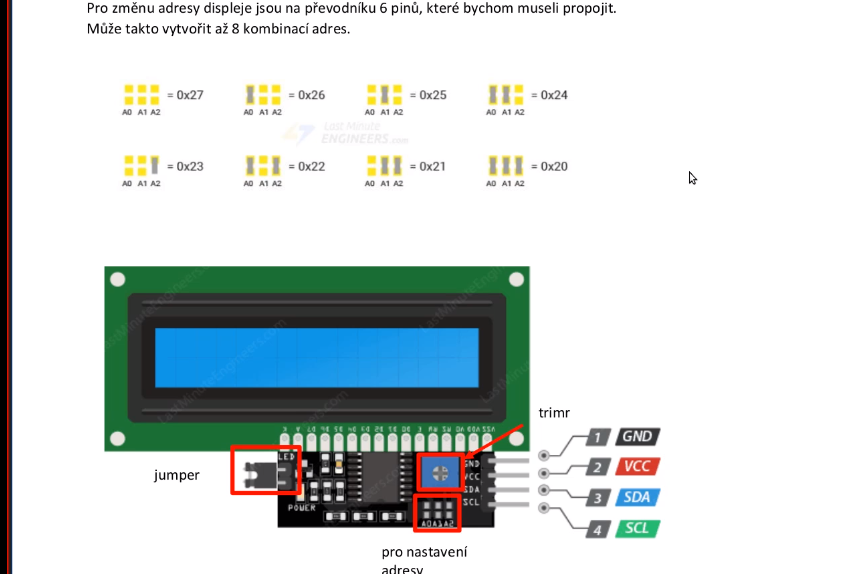 Pro změnu adresy displeje jsou na převodníku 6 pinů, které bychom museli propojit.
Může takto vytvořit až 8 kombinací adres.
= 0x27 = 0x26 = 0x25 = 0x24
A0 A1 A2 A0 A1 A2 A0 A1 A2 A0 A1 A2
Last Minute
ENGINEERS.com
= 0x23 = 0x22 = 0x21 = 0x20
A0 A1 A2 A0 A1 A2 A0 A1 A2 A0 A1 A2
LastMinuteEngineers.com
trimr
LED
GND
VCC
SDA
SCL
1 GND
2 VCC
3 SDA
4 SCL
jumper
POWER
A0A1A2
pro nastavení
adresy